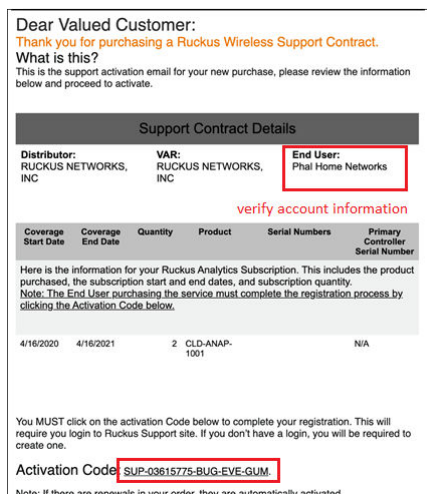 Dear Valued Customer:
Thank you for purchasing a Ruckus Wireless Support Contract.
What is this?
This is the support activation email for your new purchase, please review the information
below and proceed to activate.
Support Contract Details
Distributor:
RUCKUS NETWORKS,
INC
VAR:
RUCKUS NETWORKS,
INC
End User:
Phal Home Networks
verify account information
Coverage
Start Date
Coverage
End Date
Quantity
Product
Serial Numbers
Primary
Controller
Serial Number
Here is the information for your Ruckus Analytics Subscription. This includes the product
purchased, the subscription start and end dates, and subscription quantity.
Note: The End User purchasing the service must complete the registration process by
clicking the Activation Code below.
4/16/2020
4/16/2021
2
CLD-ANAP-
1001
N/A
You MUST click on the activation Code below to complete your registration. This will
require you login to Ruckus Support site. If you don't have a login, you will be required to
create one.
Activation Code: SUP-03615775-BUG-EVE-GUM.
Note: If there are renewals in your order, they are automatically activated